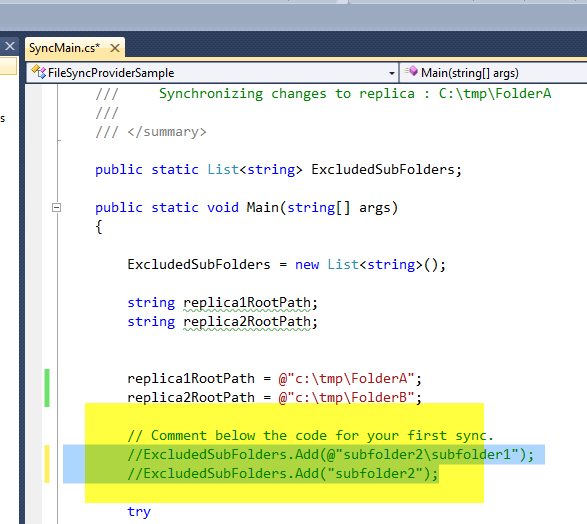 SyncMain.cs*
FileSyncProviderSample
Main(string[] args)
s
/// Synchronizing changes to replica : C:\tmp\FolderA
///
/// </summary>
public static List<string> ExcludedSubFolders;
public static void Main(string[] args)
{
ExcludedSubFolders = new List<string>();
string replica1RootPath;
string replica2RootPath;
replica1RootPath = @"c:\tmp\FolderA";
replica2RootPath = @"c:\tmp\FolderB";
// Comment below the code for your first sync.
//ExcludedSubFolders.Add(@"subfolder2\subfolder1");
//ExcludedSubFolders.Add("subfolder2");
try